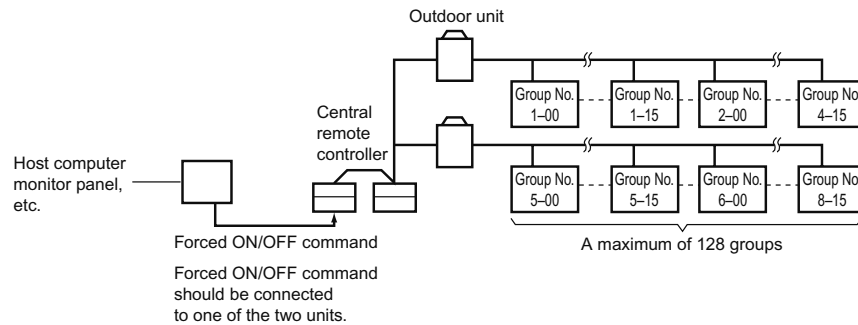 Outdoor unit
Group No.
1–00
Group No.
1–15
Group No.
2–00
Group No.
4–15
Central
remote
controller
Host computer
monitor panel,
etc.
Group No.
5–00
Group No.
5–15
Group No.
6–00
Group No.
8–15
Forced ON/OFF command
A maximum of 128 groups
Forced ON/OFF command
should be connected
to one of the two units.